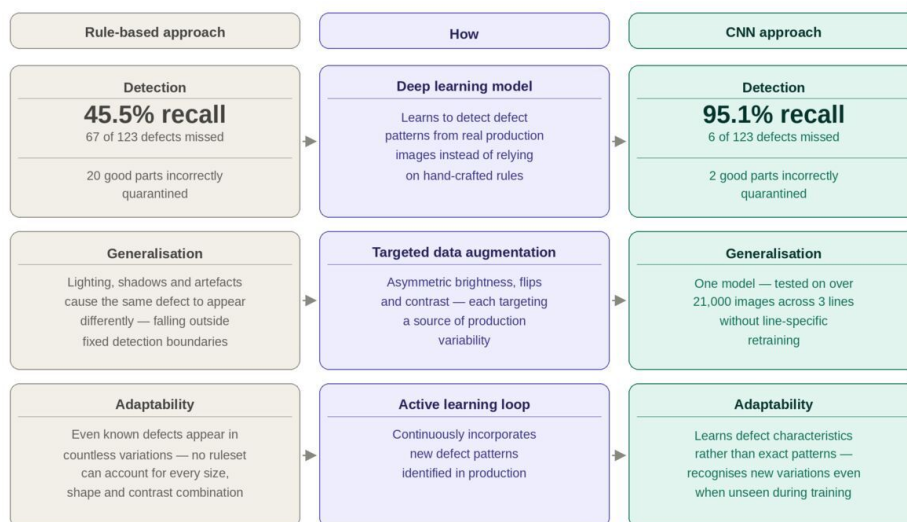 Rule-based approach
How
CNN approach
Detection
45.5% recall
67 of 123 defects missed
20 good parts incorrectly
quarantined
Deep learning model
Learns to detect defect
patterns from real production
images instead of relying
on hand-crafted rules
Detection
95.1% recall
6 of 123 defects missed
2 good parts incorrectly
quarantined
Generalisation
Lighting, shadows and artefacts
cause the same defect to appear
differently — falling outside
fixed detection boundaries
Targeted data augmentation
Asymmetric brightness, flips
and contrast — each targeting
a source of production
variability
Generalisation
One model — tested on over
21,000 images across 3 lines
without line-specific
retraining
Adaptability
Even known defects appear in
countless variations — no ruleset
can account for every size,
shape and contrast combination
Active learning loop
Continuously incorporates
new defect patterns
identified in production
Adaptability
Learns defect characteristics
rather than exact patterns —
recognises new variations even
when unseen during training